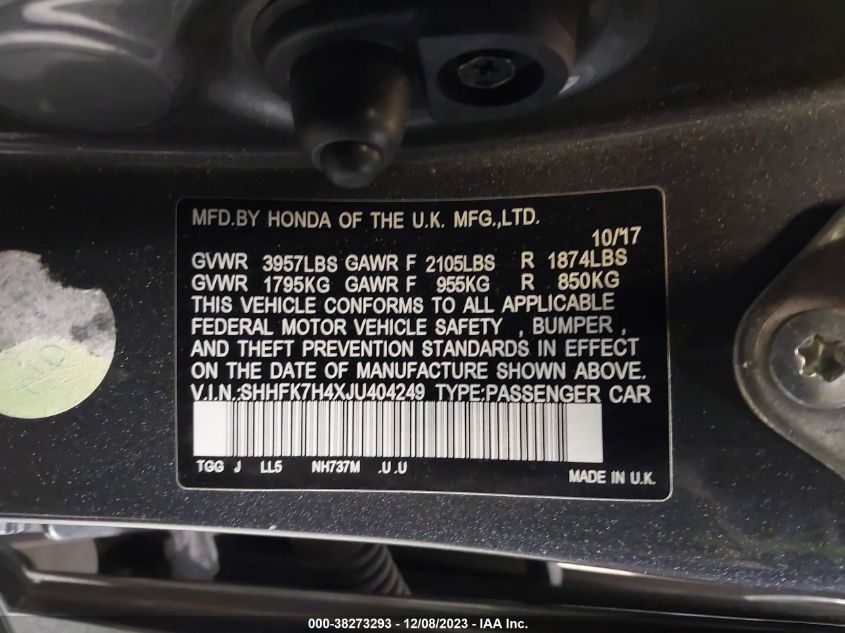 MFD.BY HONDA OF THE U.K. MFG.,LTD.
10/17
GVWR 3957LBS GAWR F 2105LBS R 1874LBS
GVWR 1795KG GAWR F 955KG R 850KG
THIS VEHICLE CONFORMS TO ALL APPLICABLE
FEDERAL MOTOR VEHICLE SAFETY , BUMPER ,
AND THEFT PREVENTION STANDARDS IN EFFECT
ON THE DATE OF MANUFACTURE SHOWN ABOVE.
V.I.N.:SHHFK7H4XJU404249 TYPE:PASSENGER CAR
TGG J LL5 NH737M .U .U
MADE IN U.K.
000-38273293 - 12/08/2023 - IAA Inc.